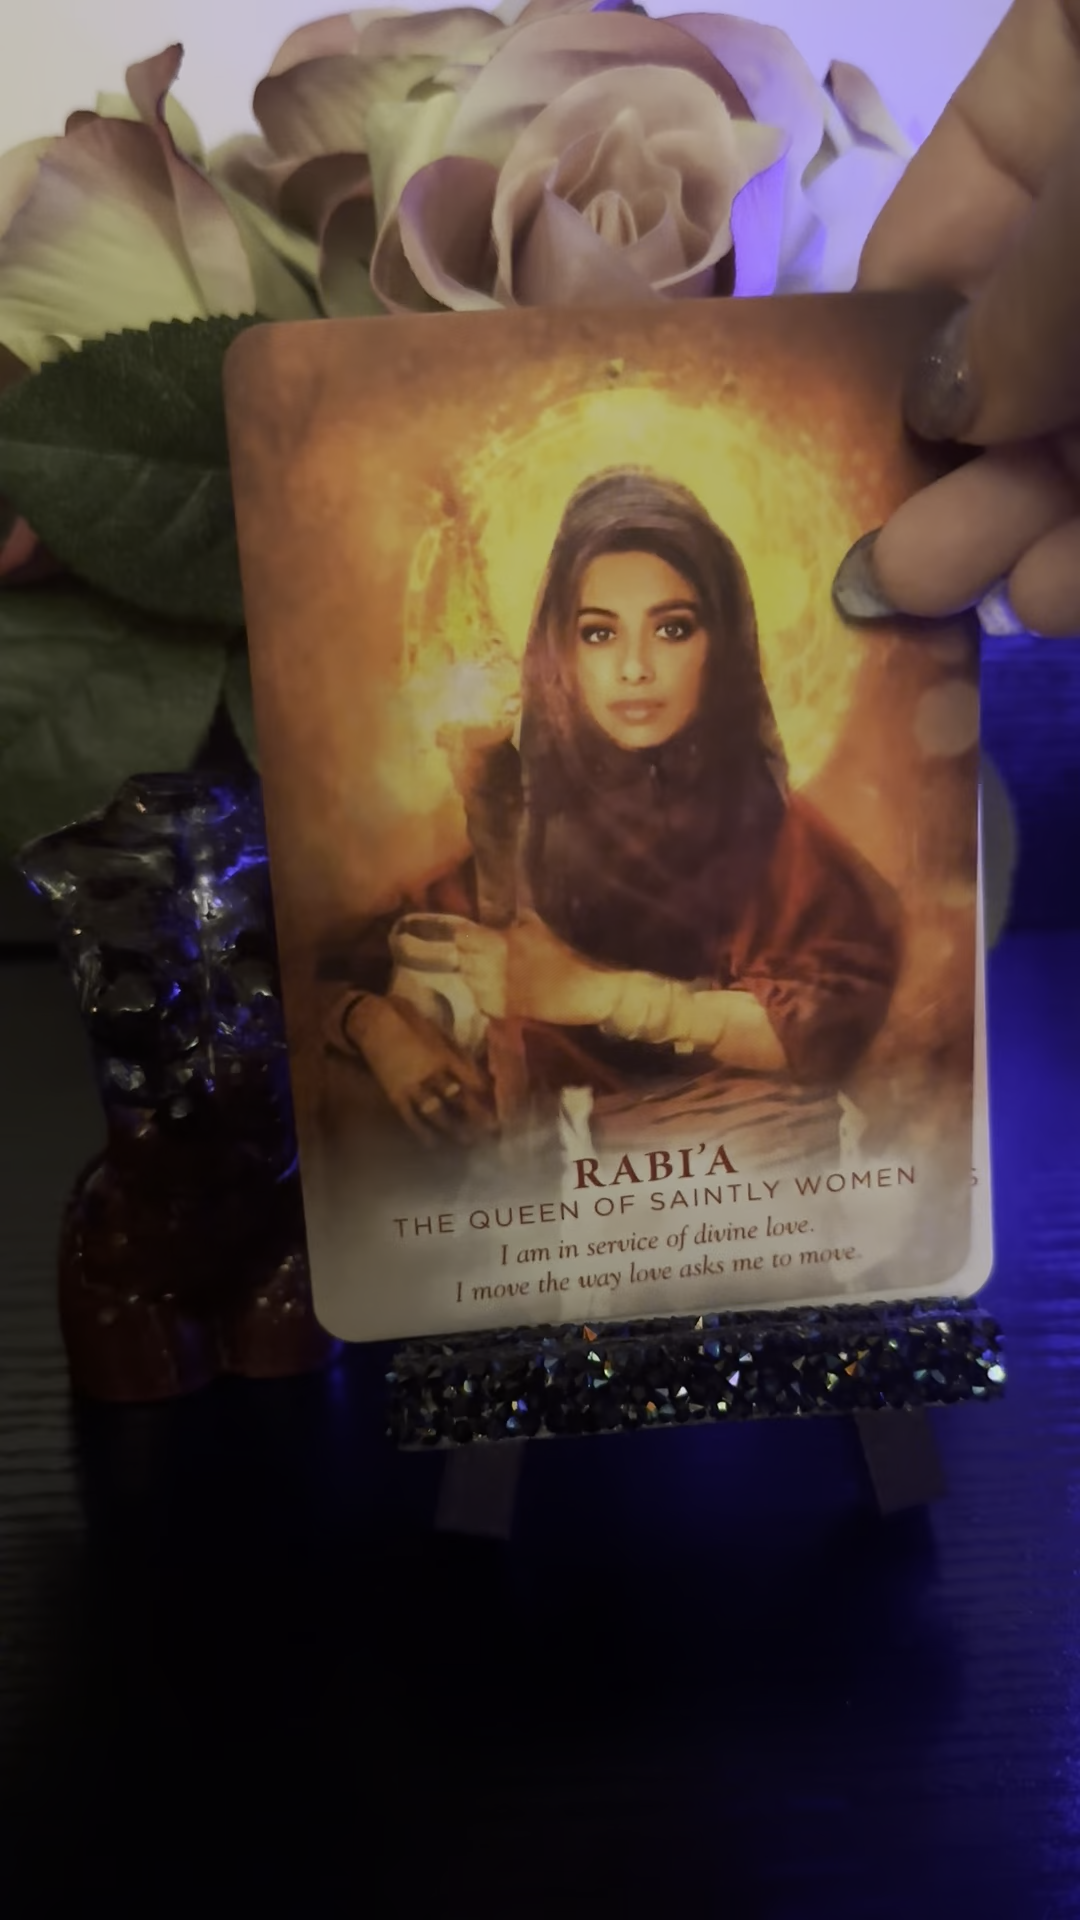 RABI'A
THE QUEEN OF SAINTLY WOMEN
I am in service of divine love.
I move the way love asks me to move.
S